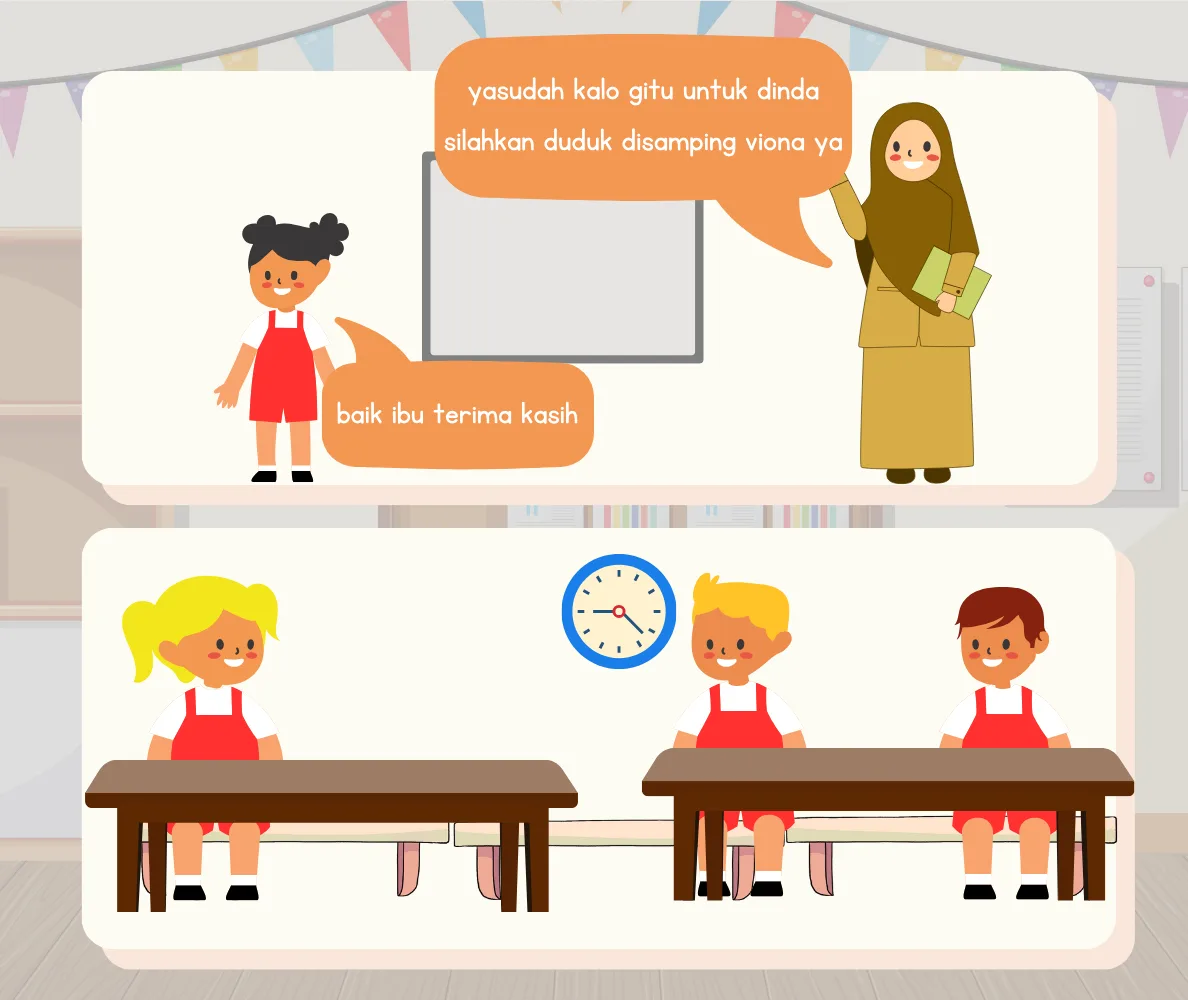 yasudah kalo gitu untuk dinda
silahkan duduk disamping viona ya
baik ibu terima kasih